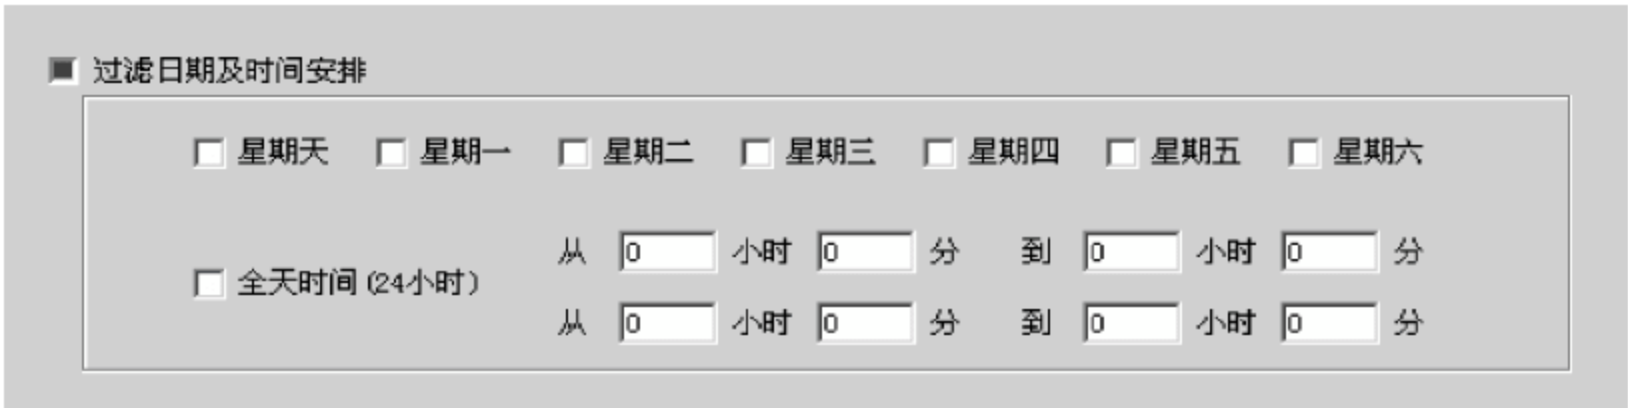 过滤日期及时间安排
星期天 星期一 星期二 星期三 星期四 星期五 星期六
从 0 小时 0 分 到 0 小时 0 分
全天时间 (24小时)
从 0 小时 0 分 到 0 小时 0 分